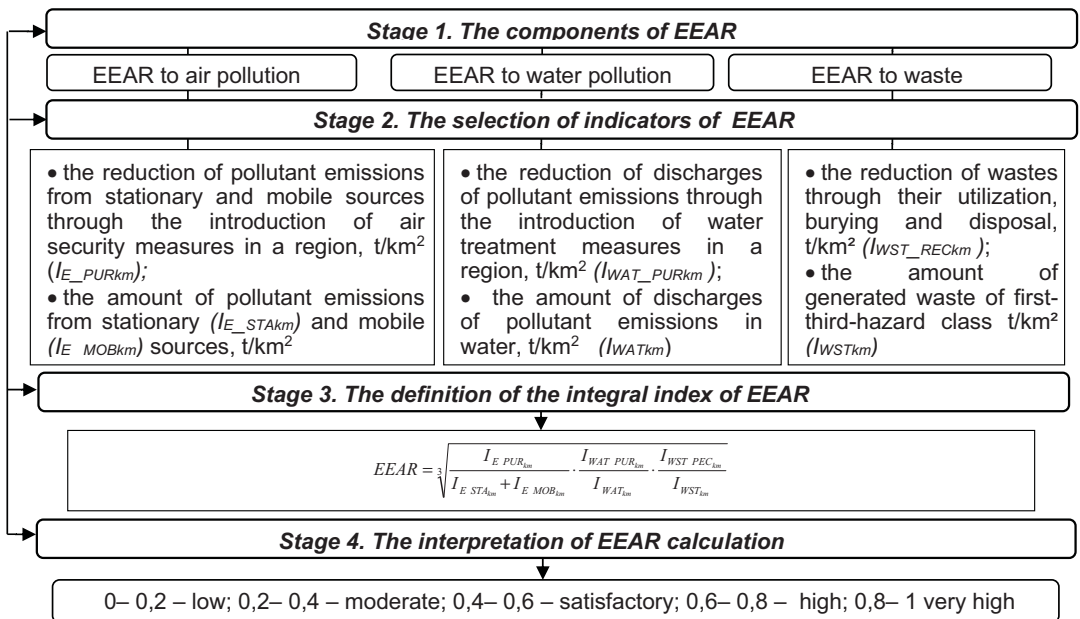 Stage 1. The components of EEAR
EEAR to air pollution
EEAR to water pollution
EEAR to waste
Stage 2. The selection of indicators of EEAR
• the reduction of pollutant emissions
from stationary and mobile sources
through the introduction of air
security measures in a region, t/km²
(I_E_PURkm);
• the amount of pollutant emissions
from stationary (I_E_STAkm) and mobile
(I_E_MOBkm) sources, t/km²
• the reduction of discharges
of pollutant emissions through
the introduction of water
treatment measures in a
region, t/km² (I_WAT_PURkm);
• the amount of discharges
of pollutant emissions in
water, t/km² (I_WATkm)
• the reduction of wastes
through their utilization,
burying and disposal,
t/km² (I_WST_RECkm);
• the amount of
generated waste of first-
third-hazard class t/km²
(I_WSTkm)
Stage 3. The definition of the integral index of EEAR
EEAR = ∛(I_E PUR_km / (I_E STA_km + I_E MOB_km) · I_WAT PUR_km / I_WAT_km · I_WST PEC_km / I_WST_km)
Stage 4. The interpretation of EEAR calculation
0– 0,2 – low; 0,2– 0,4 – moderate; 0,4– 0,6 – satisfactory; 0,6– 0,8 – high; 0,8– 1 very high